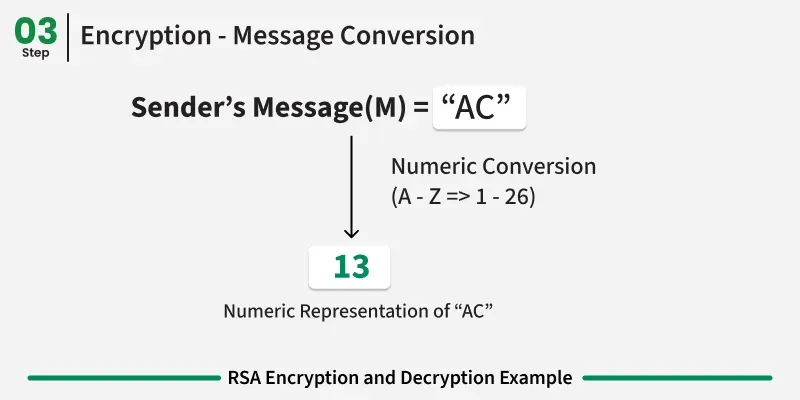 03
Step
Encryption - Message Conversion
Sender’s Message(M) = “AC”
Numeric Conversion
(A - Z => 1 - 26)
13
Numeric Representation of “AC”
RSA Encryption and Decryption Example